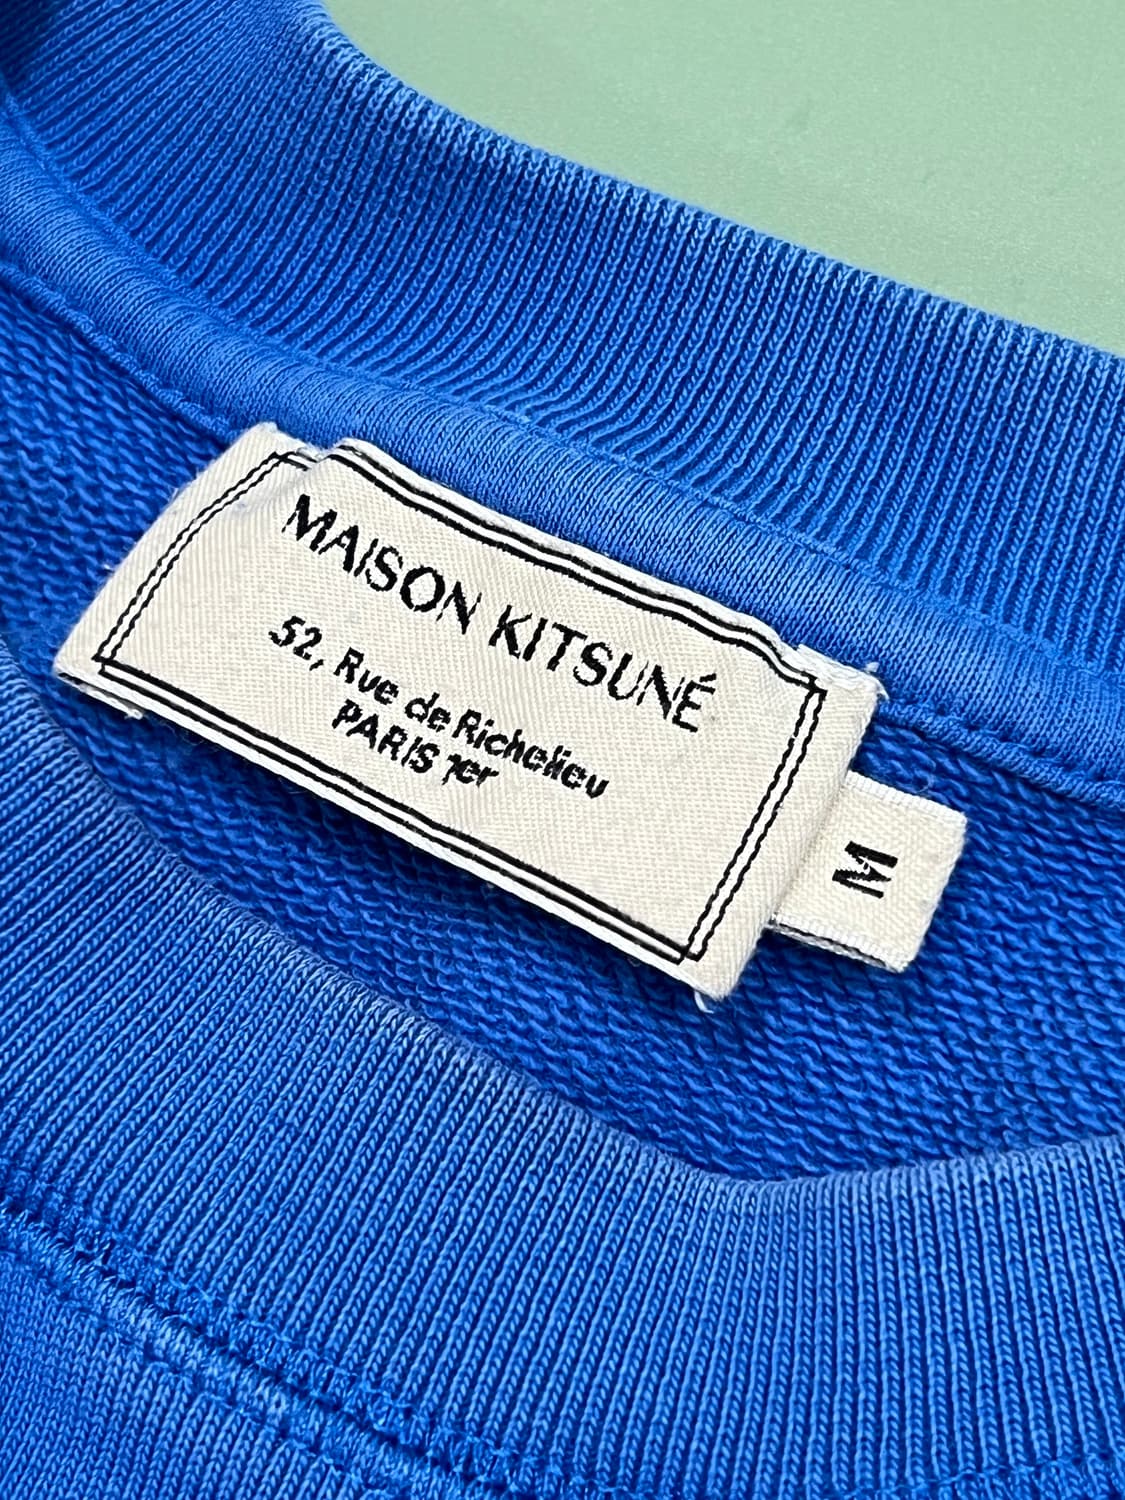 MAISON KITSUNÉ
52, Rue de Richelieu
PARIS 1er
M